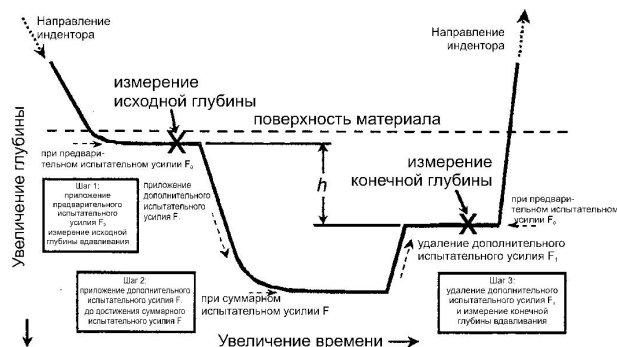 Направление
индентора
Направление
индентора
измерение
исходной глубины
поверхность материала
Увеличение глубины
при предвари-
тельном испытательном усилии F₀
h
измерение
конечной глубины
при предвари-
тельном испытательном
усилии F₀
Шаг 1:
приложение
предварительного
испытательного
усилия F₀
измерение исходной
глубины вдавливания
приложение
дополнительного
испытательного
усилия F
удаление дополнительного
испытательного усилия F₁
Шаг 2:
приложение дополнительного
испытательного усилия F
до достижения суммарного
испытательного усилия F
при суммарном
испытательном усилии F
Шаг 3:
удаление дополнительного
испытательного усилия F₁
и измерение конечной
глубины вдавливания
Увеличение времени